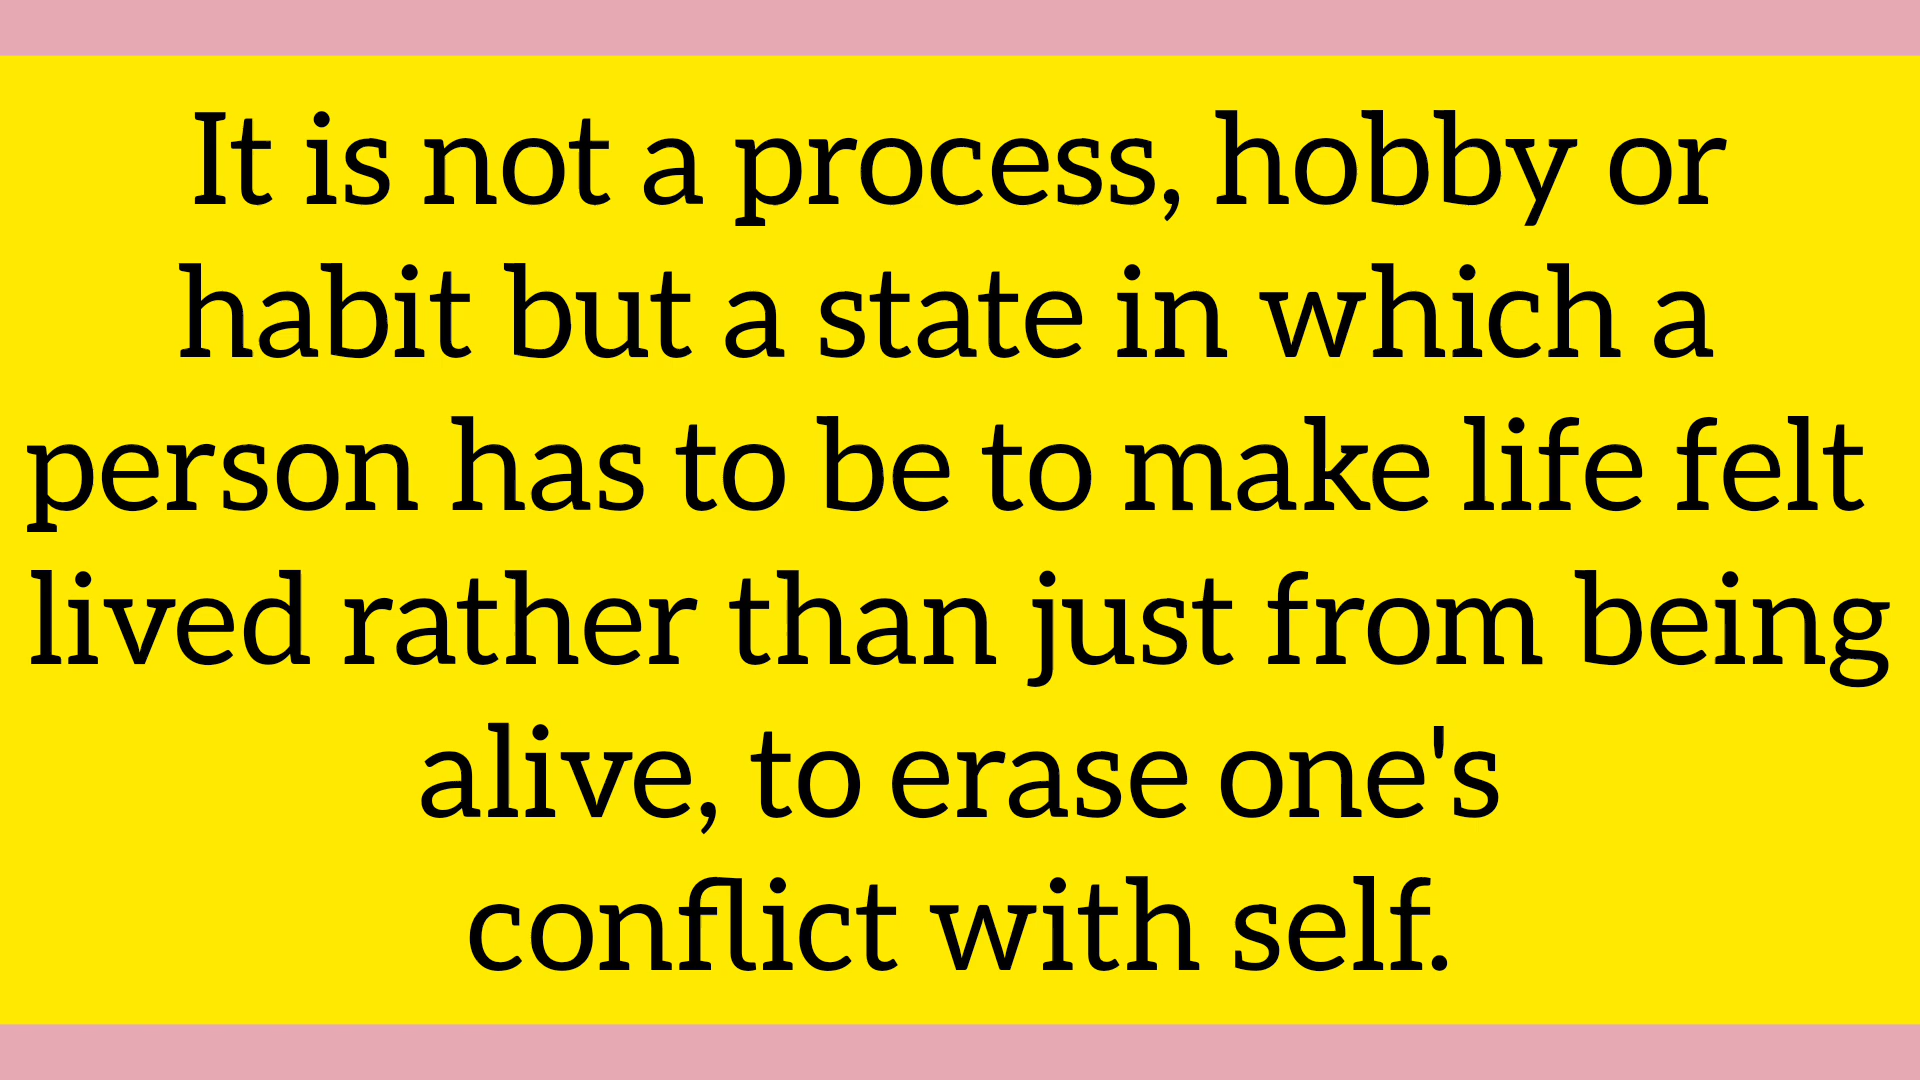 It is not a process, hobby or
habit but a state in which a
person has to be to make life felt
lived rather than just from being
alive, to erase one's
conflict with self.